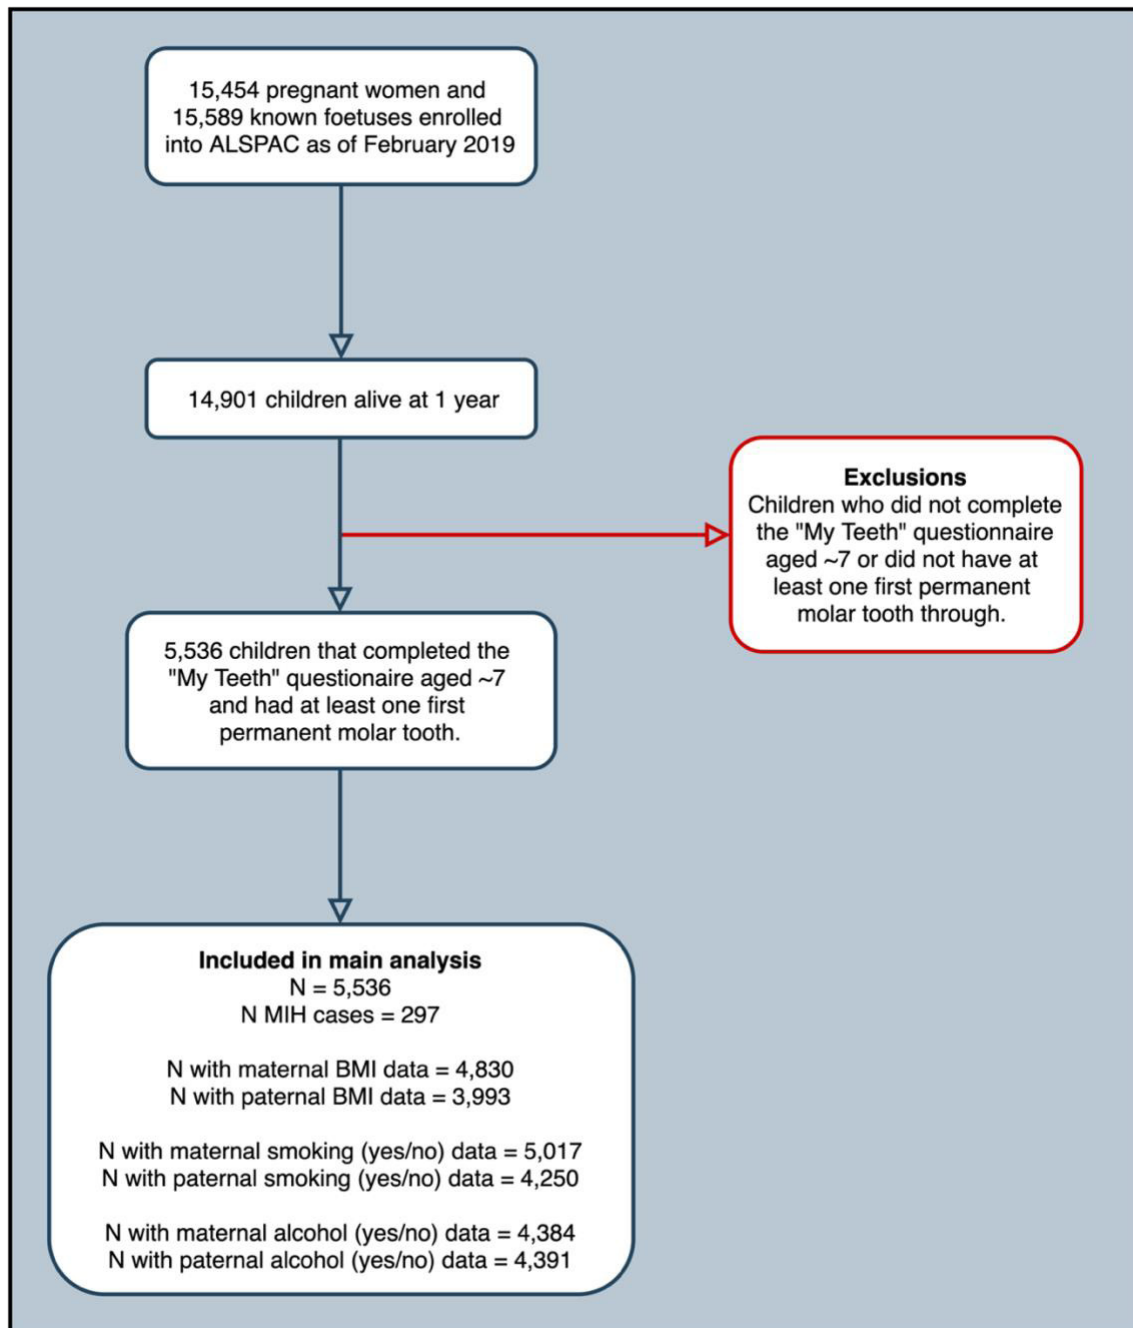 15,454 pregnant women and
15,589 known foetuses enrolled
into ALSPAC as of February 2019
14,901 children alive at 1 year
Exclusions
Children who did not complete
the "My Teeth" questionnaire
aged ~7 or did not have at
least one first permanent
molar tooth through.
5,536 children that completed the
"My Teeth" questionaire aged ~7
and had at least one first
permanent molar tooth.
Included in main analysis
N = 5,536
N MIH cases = 297
N with maternal BMI data = 4,830
N with paternal BMI data = 3,993
N with maternal smoking (yes/no) data = 5,017
N with paternal smoking (yes/no) data = 4,250
N with maternal alcohol (yes/no) data = 4,384
N with paternal alcohol (yes/no) data = 4,391